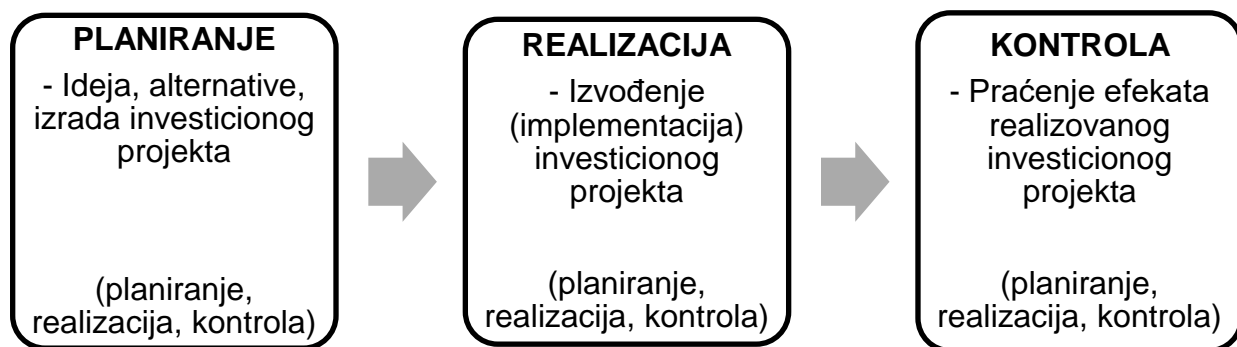 PLANIRANJE
- Ideja, alternative,
izrada investicionog
projekta
(planiranje,
realizacija, kontrola)
REALIZACIJA
- Izvođenje
(implementacija)
investicionog
projekta
(planiranje,
realizacija, kontrola)
KONTROLA
- Praćenje efekata
realizovanog
investicionog
projekta
(planiranje,
realizacija, kontrola)